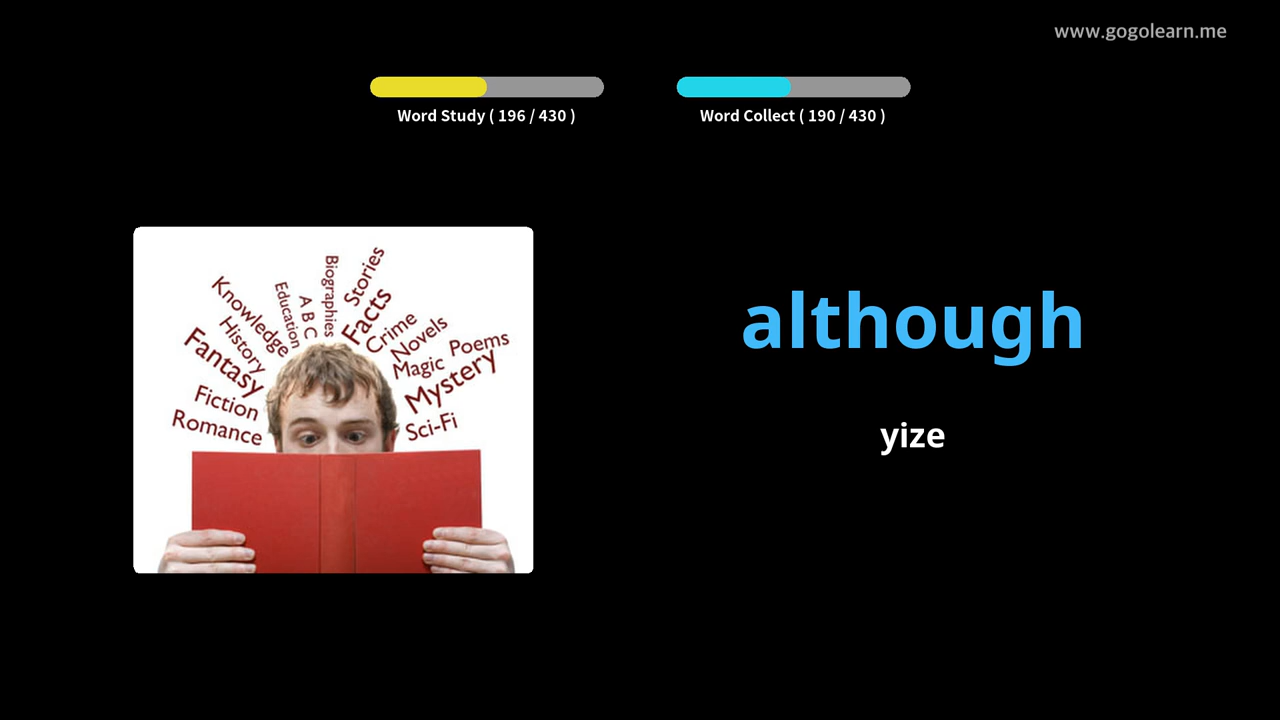 www.gogolearn.me
Word Study ( 196 / 430 )
Word Collect ( 190 / 430 )
Stories
Biographies
Facts
A B C
Education
Knowledge
Crime
Novels
History
Poems
Magic
Fantasy
Mystery
Fiction
Romance
Sci-Fi
although
yize